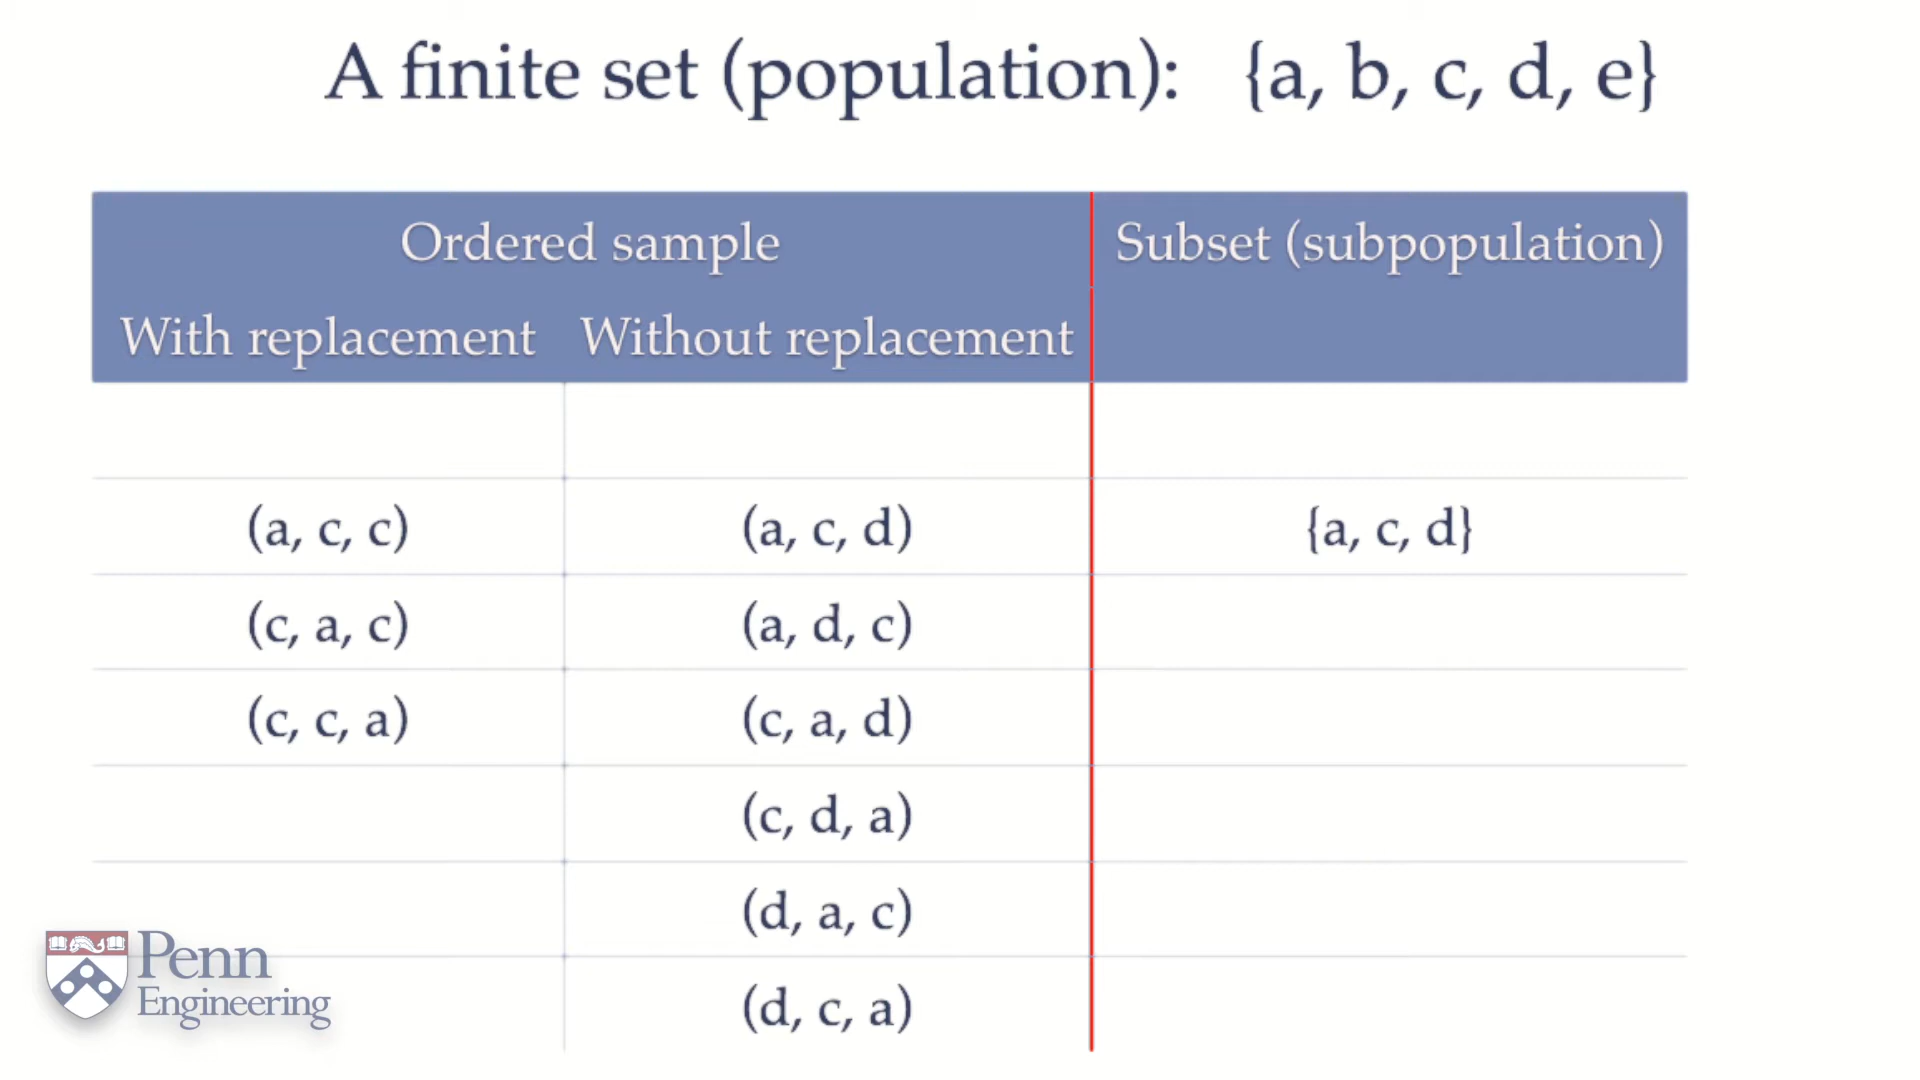 A finite set (population): {a, b, c, d, e}
Ordered sample Subset (subpopulation)
With replacement Without replacement
(a, c, c) (a, c, d) {a, c, d}
(c, a, c) (a, d, c)
(c, c, a) (c, a, d)
(c, d, a)
(d, a, c)
(d, c, a)
Penn
Engineering